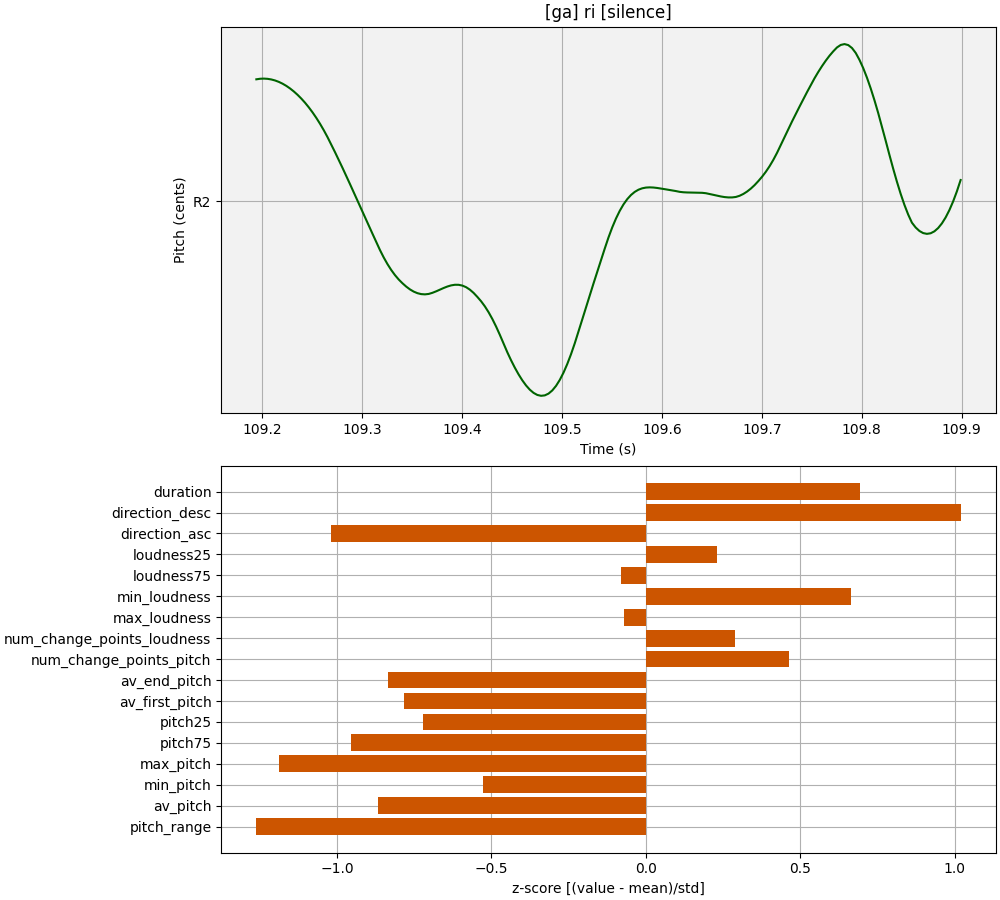 [ga] ri [silence]
Pitch (cents)
R2
109.2 109.3 109.4 109.5 109.6 109.7 109.8 109.9
Time (s)
duration
direction_desc
direction_asc
loudness25
loudness75
min_loudness
max_loudness
num_change_points_loudness
num_change_points_pitch
av_end_pitch
av_first_pitch
pitch25
pitch75
max_pitch
min_pitch
av_pitch
pitch_range
−1.0 −0.5 0.0 0.5 1.0
z-score [(value - mean)/std]